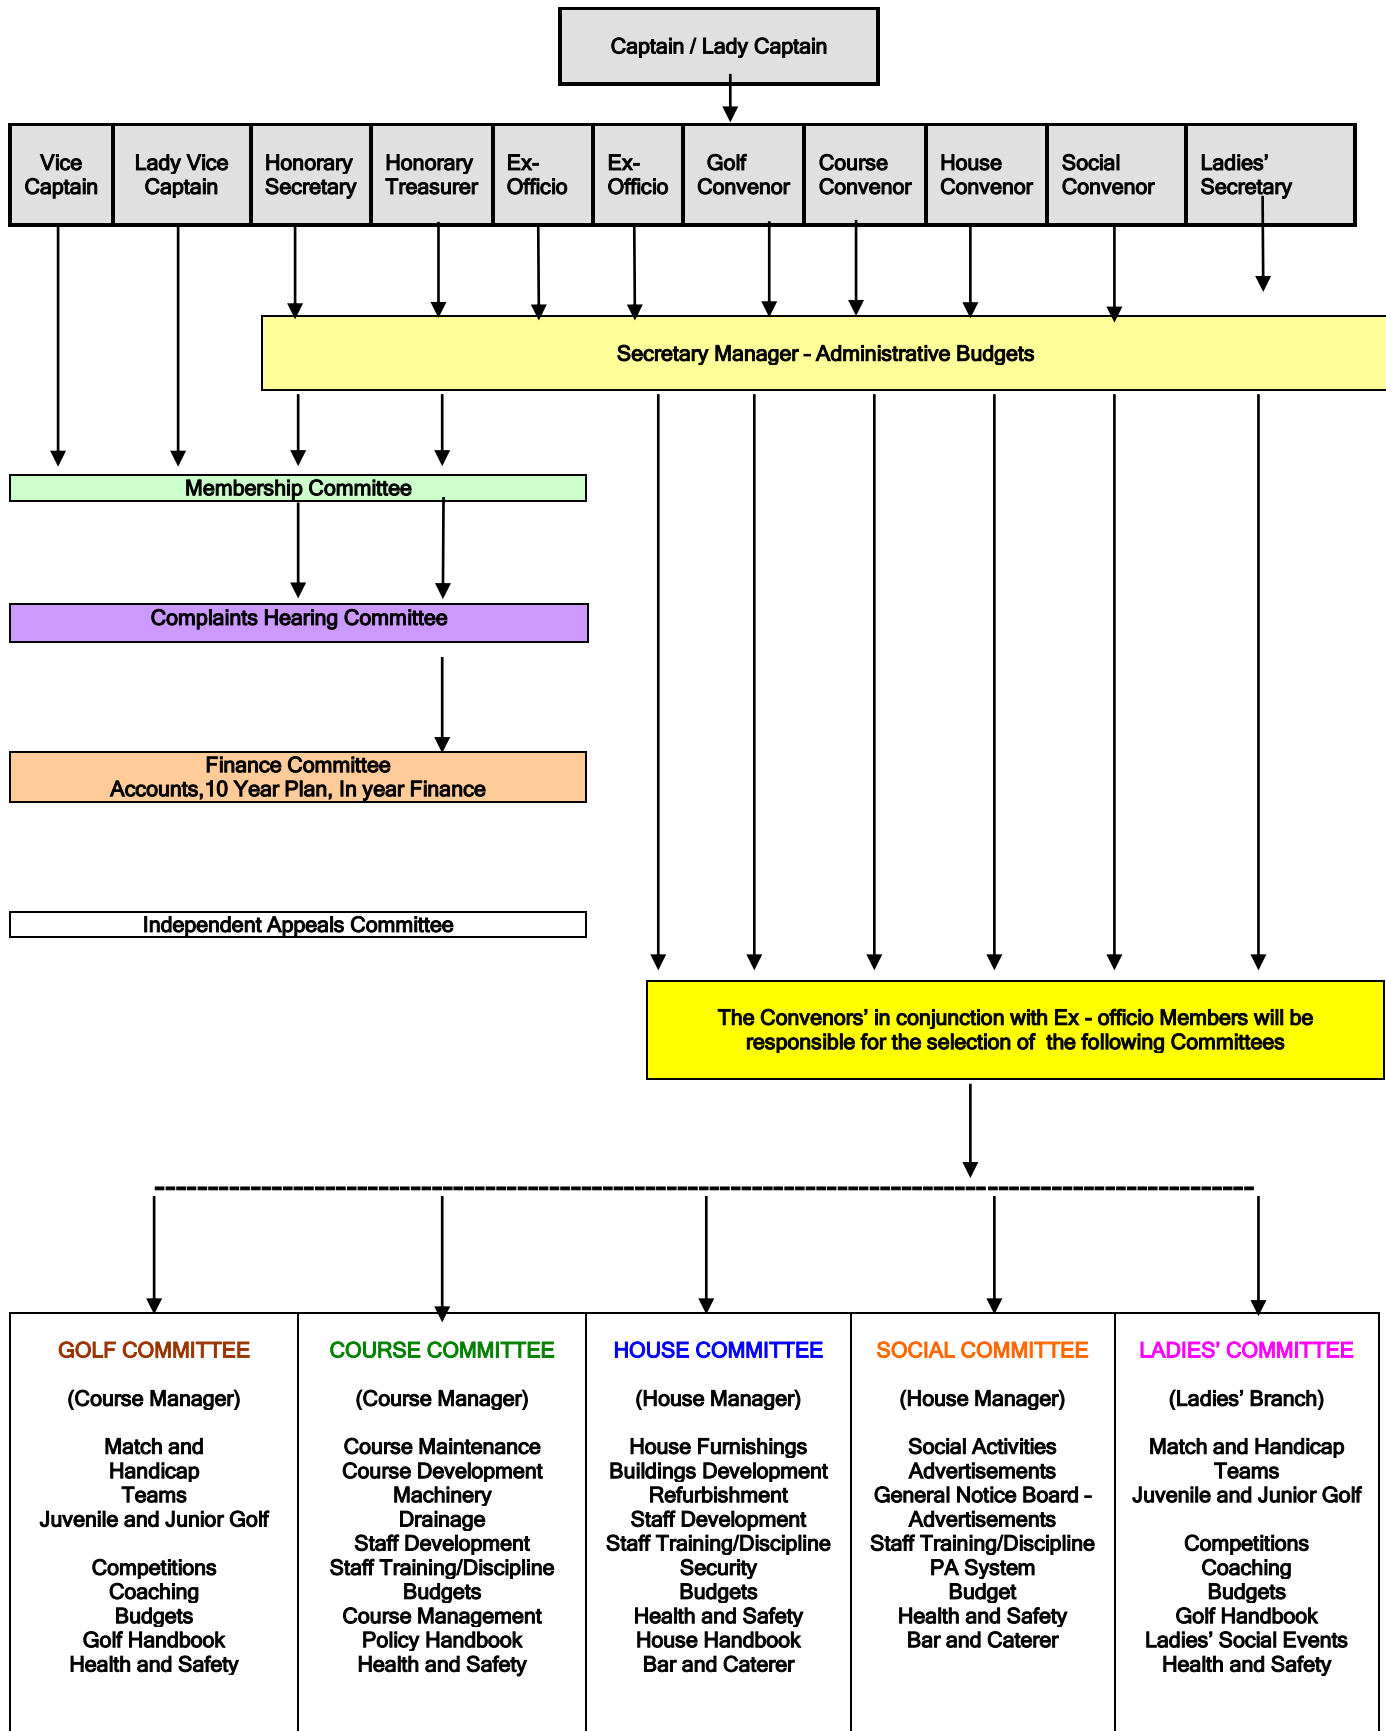 Captain / Lady Captain
Vice
Captain
Lady Vice
Captain
Honorary
Secretary
Honorary
Treasurer
Ex-
Officio
Ex-
Officio
Golf
Convenor
Course
Convenor
House
Convenor
Social
Convenor
Ladies'
Secretary
Secretary Manager - Administrative Budgets
Membership Committee
Complaints Hearing Committee
Finance Committee
Accounts,10 Year Plan, In year Finance
Independent Appeals Committee
The Convenors' in conjunction with Ex - officio Members will be
responsible for the selection of the following Committees
GOLF COMMITTEE
(Course Manager)
Match and
Handicap
Teams
Juvenile and Junior Golf
Competitions
Coaching
Budgets
Golf Handbook
Health and Safety
COURSE COMMITTEE
(Course Manager)
Course Maintenance
Course Development
Machinery
Drainage
Staff Development
Staff Training/Discipline
Budgets
Course Management
Policy Handbook
Health and Safety
HOUSE COMMITTEE
(House Manager)
House Furnishings
Buildings Development
Refurbishment
Staff Development
Staff Training/Discipline
Security
Budgets
Health and Safety
House Handbook
Bar and Caterer
SOCIAL COMMITTEE
(House Manager)
Social Activities
Advertisements
General Notice Board -
Advertisements
Staff Training/Discipline
PA System
Budget
Health and Safety
Bar and Caterer
LADIES' COMMITTEE
(Ladies' Branch)
Match and Handicap
Teams
Juvenile and Junior Golf
Competitions
Coaching
Budgets
Golf Handbook
Ladies' Social Events
Health and Safety